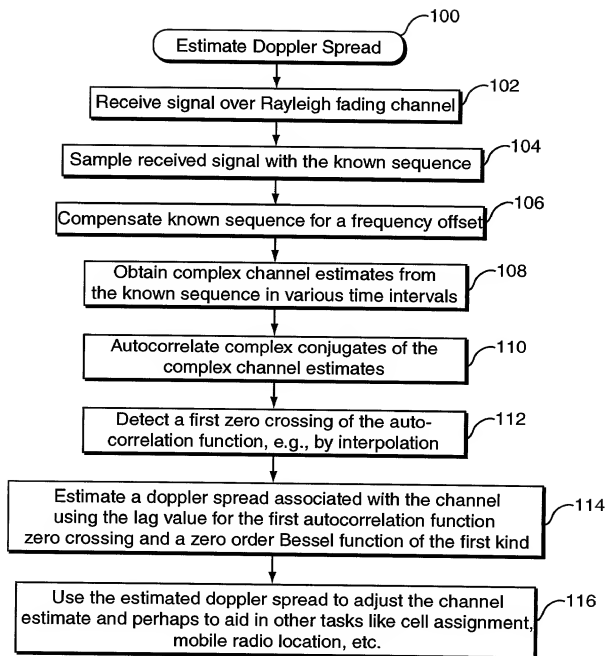 100
Estimate Doppler Spread
102
Receive signal over Rayleigh fading channel
104
Sample received signal with the known sequence
106
Compensate known sequence for a frequency offset
108
Obtain complex channel estimates from
the known sequence in various time intervals
110
Autocorrelate complex conjugates of the
complex channel estimates
112
Detect a first zero crossing of the auto-
correlation function, e.g., by interpolation
114
Estimate a doppler spread associated with the channel
using the lag value for the first autocorrelation function
zero crossing and a zero order Bessel function of the first kind
116
Use the estimated doppler spread to adjust the channel
estimate and perhaps to aid in other tasks like cell assignment,
mobile radio location, etc.